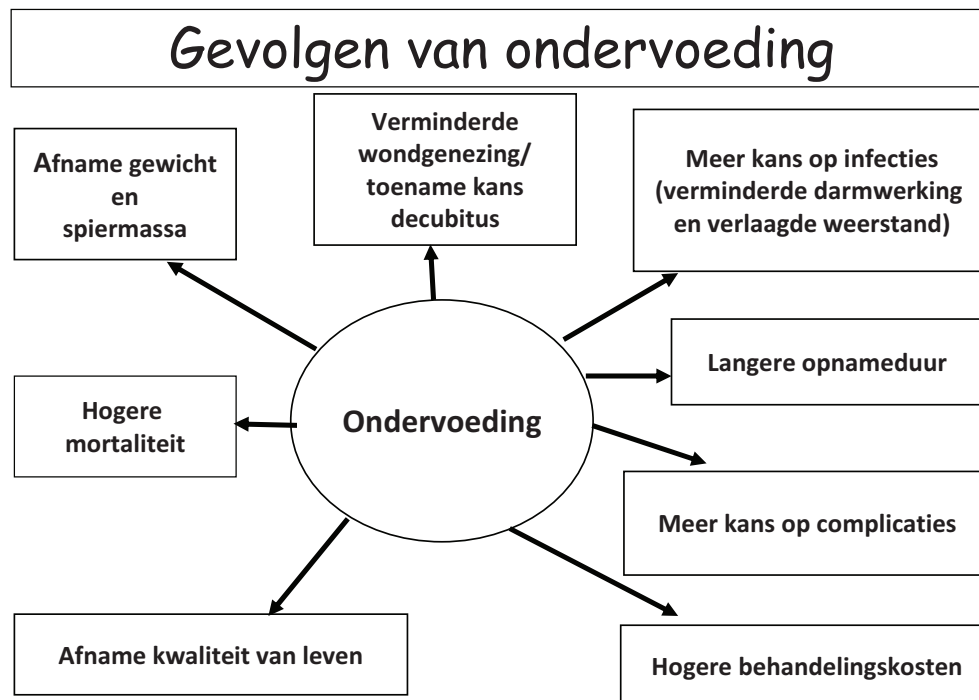 Gevolgen van ondervoeding
Afname gewicht
en
spiermassa
Verminderde
wondgenezing/
toename kans
decubitus
Meer kans op infecties
(verminderde darmwerking
en verlaagde weerstand)
Langere opnameduur
Hogere
mortaliteit
Ondervoeding
Meer kans op complicaties
Afname kwaliteit van leven
Hogere behandelingskosten